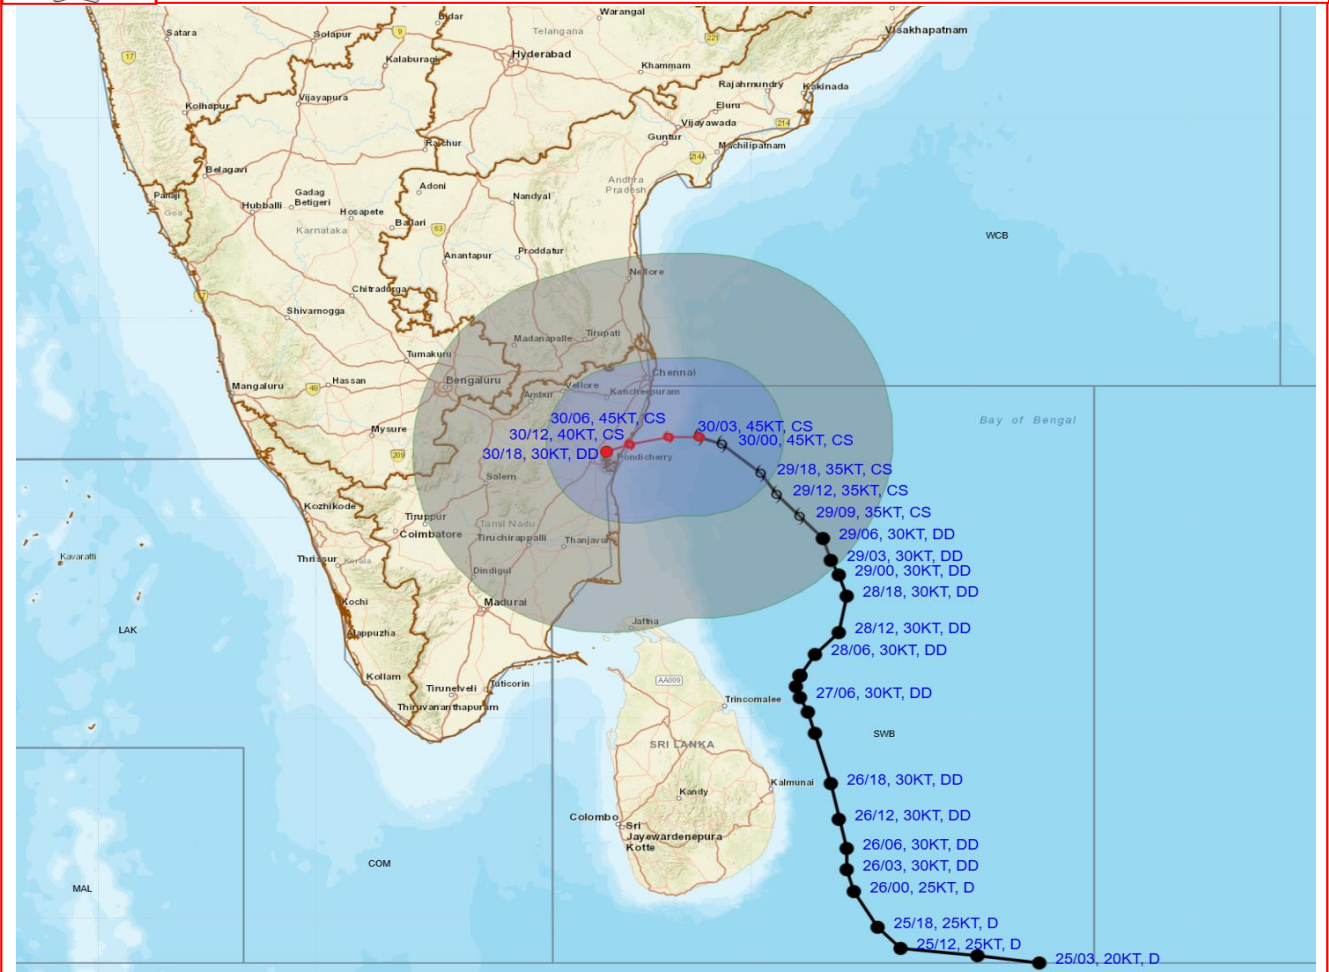 Bidar
Warangal
Satara
Solapur
9
Telangana
221
Visakhapatnam
17
Kalaburagi
Hyderabad
Khammam
Rajahmundry
Kakinada
Kolhapur
Vijayapura
Eluru
Vijayawada
214
Guntur
Raichur
Machilipatnam
214A
Belagavi
Panaji
Goa
Gadag
Betigeri
Hubballi
Hosapete
Adoni
Nandyal
Andhra
Pradesh
Ballari
Karnataka
63
WCB
Anantapur
Proddatur
Nellore
Chitradurga
Shivamogga
Madanapalle
Tirupati
Tumakuru
Chennai
Mangaluru
48
Hassan
Bengaluru
Vellore
Ambur
Kancheepuram
Bay of Bengal
30/06, 45KT, CS
30/03, 45KT, CS
30/12, 40KT, CS
30/00, 45KT, CS
Mysore
30/18, 30KT, DD
Pondicherry
209
29/18, 35KT, CS
Salem
29/12, 35KT, CS
Kozhikode
Tiruppur
29/09, 35KT, CS
Coimbatore
Tamil Nadu
Tiruchirappalli
29/06, 30KT, DD
Thanjavur
Kavaratti
Thrissur
Kerala
29/03, 30KT, DD
Dindigul
29/00, 30KT, DD
28/18, 30KT, DD
Kochi
Madurai
Jaffna
LAK
Alappuzha
28/12, 30KT, DD
28/06, 30KT, DD
Kollam
Tirunelveli
Tuticorin
AA009
Trincomalee
27/06, 30KT, DD
Thiruvananthapuram
SRI LANKA
SWB
Kalmunai
26/18, 30KT, DD
Kandy
Colombo
Sri
Jayewardenepura
Kotte
26/12, 30KT, DD
26/06, 30KT, DD
COM
26/03, 30KT, DD
MAL
26/00, 25KT, D
25/18, 25KT, D
25/12, 25KT, D
25/03, 20KT, D